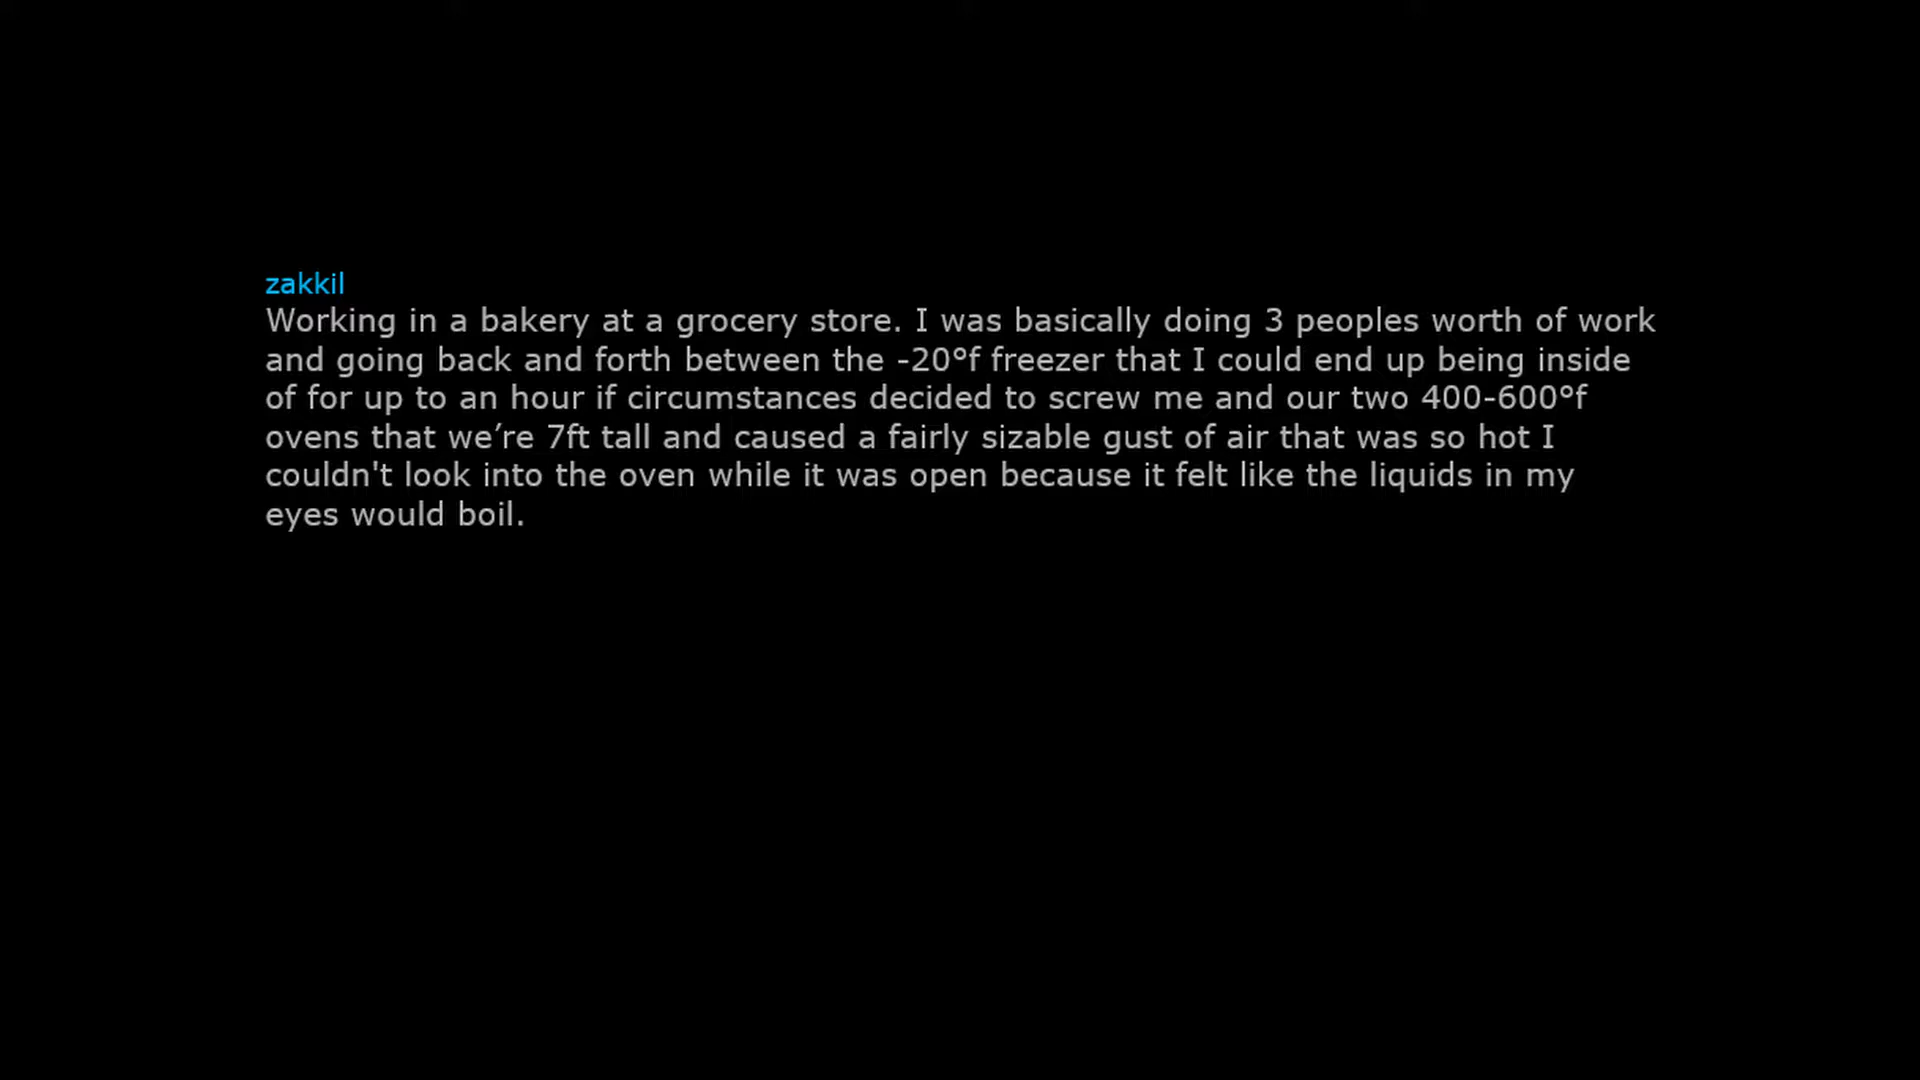 zakkil
Working in a bakery at a grocery store. I was basically doing 3 peoples worth of work
and going back and forth between the -20°f freezer that I could end up being inside
of for up to an hour if circumstances decided to screw me and our two 400-600°f
ovens that we’re 7ft tall and caused a fairly sizable gust of air that was so hot I
couldn't look into the oven while it was open because it felt like the liquids in my
eyes would boil.